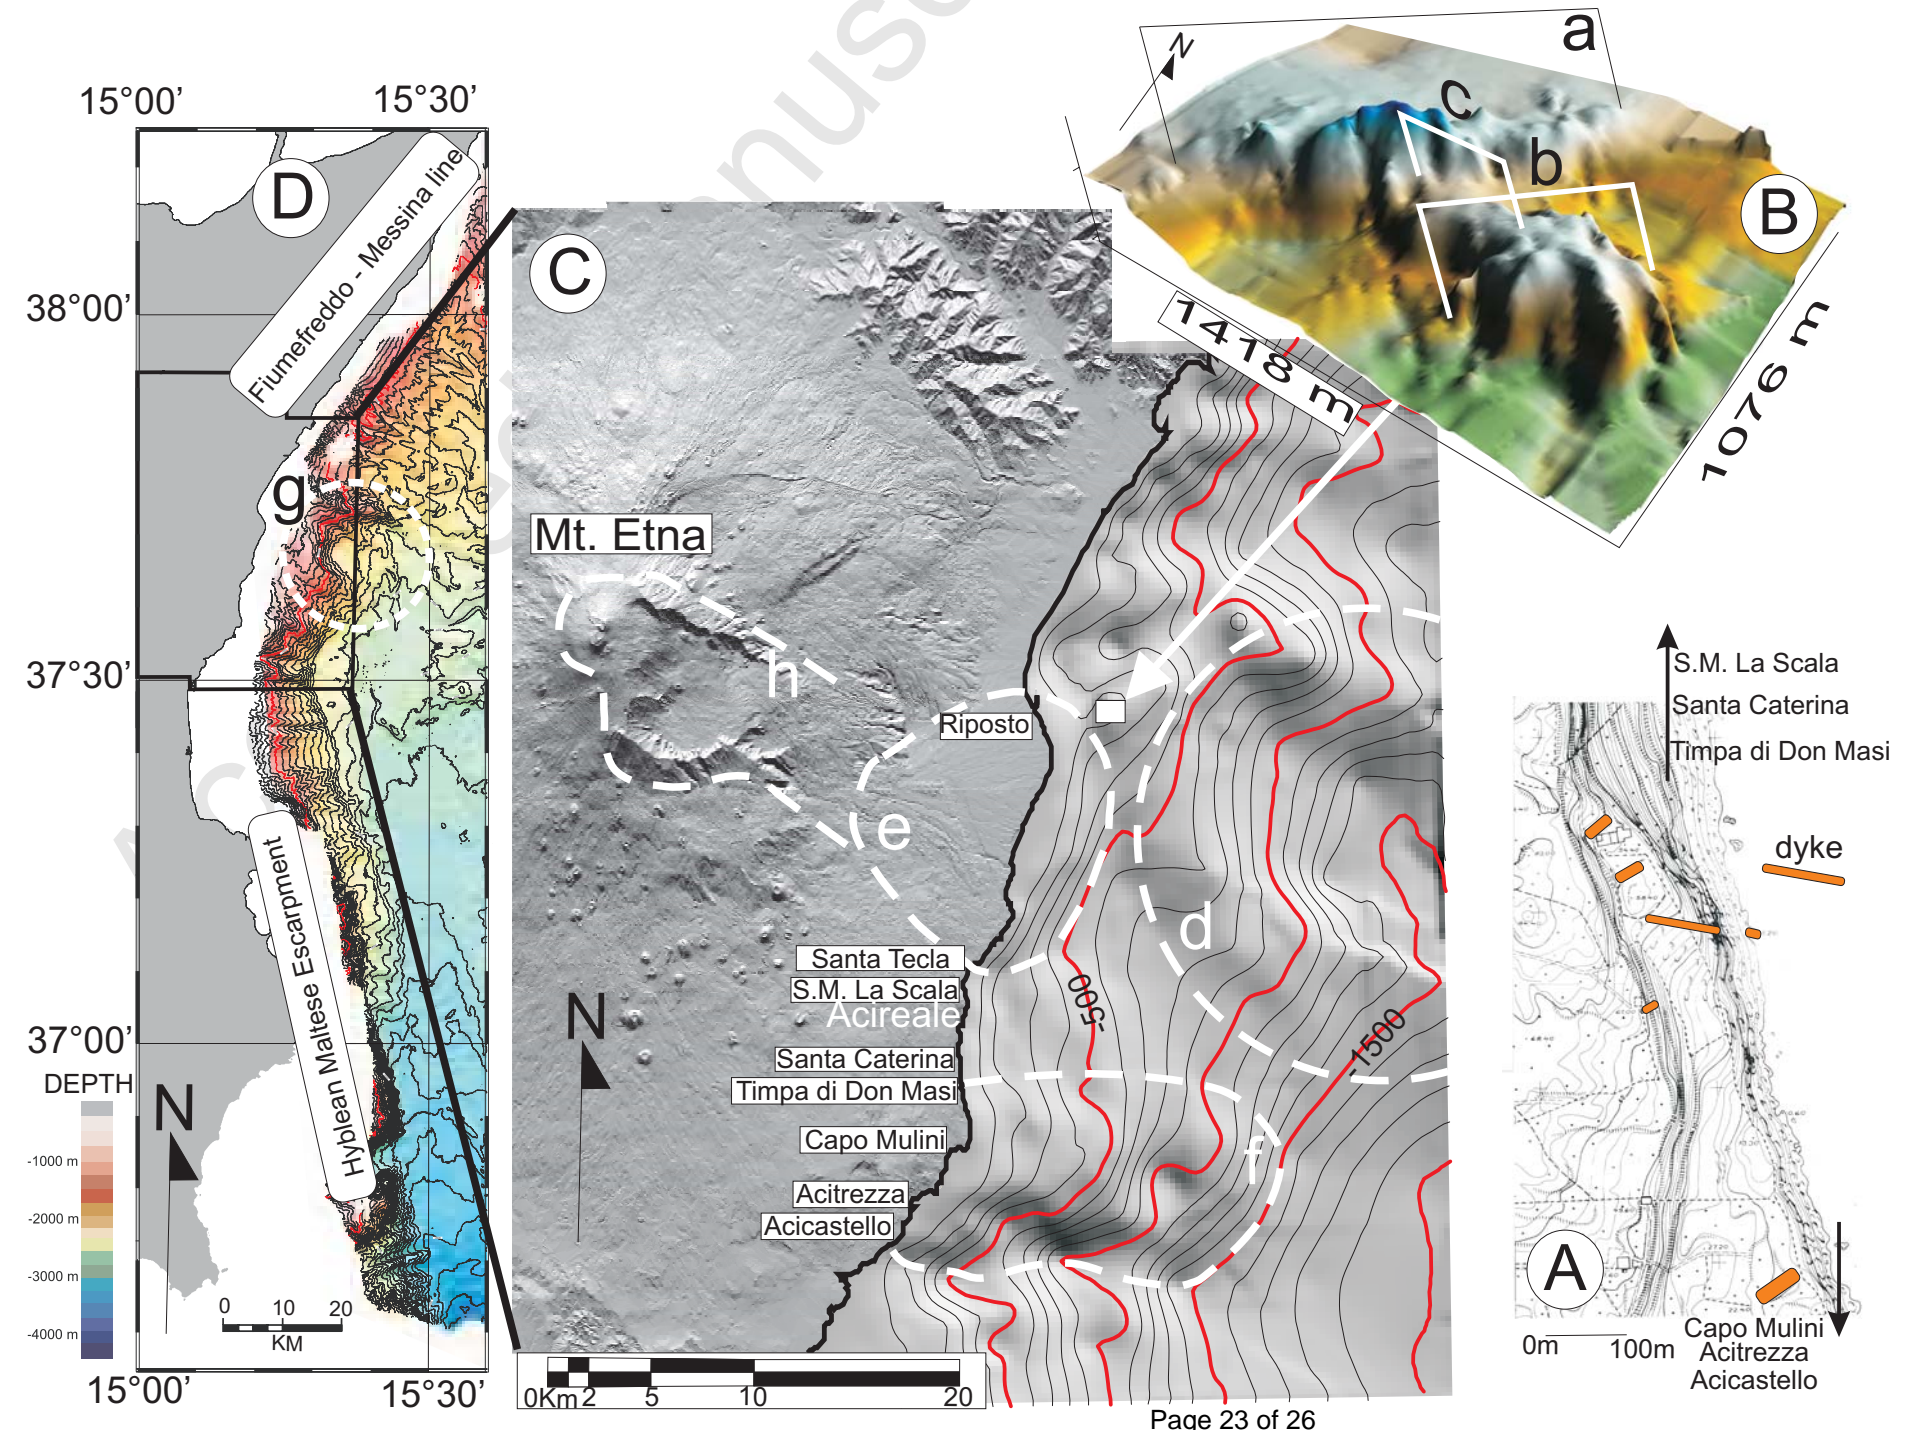 15°00’
15°30’
D
Fiumefreddo - Messina line
38°00’
g
37°30’
Hyblean Maltese Escarpment
37°00’
DEPTH
-1000 m
-2000 m
-3000 m
-4000 m
N
0 10 20
KM
15°00’
15°30’
C
Mt. Etna
h
Riposto
e
Santa Tecla
S.M. La Scala
Acireale
Santa Caterina
Timpa di Don Masi
Capo Mulini
Acitrezza
Acicastello
N
d
f
-500
-1500
0Km 2 5 10 20
a
N
c
b
B
1418 m
1076 m
S.M. La Scala
Santa Caterina
Timpa di Don Masi
dyke
A
0m 100m
Capo Mulini
Acitrezza
Acicastello
Page 23 of 26